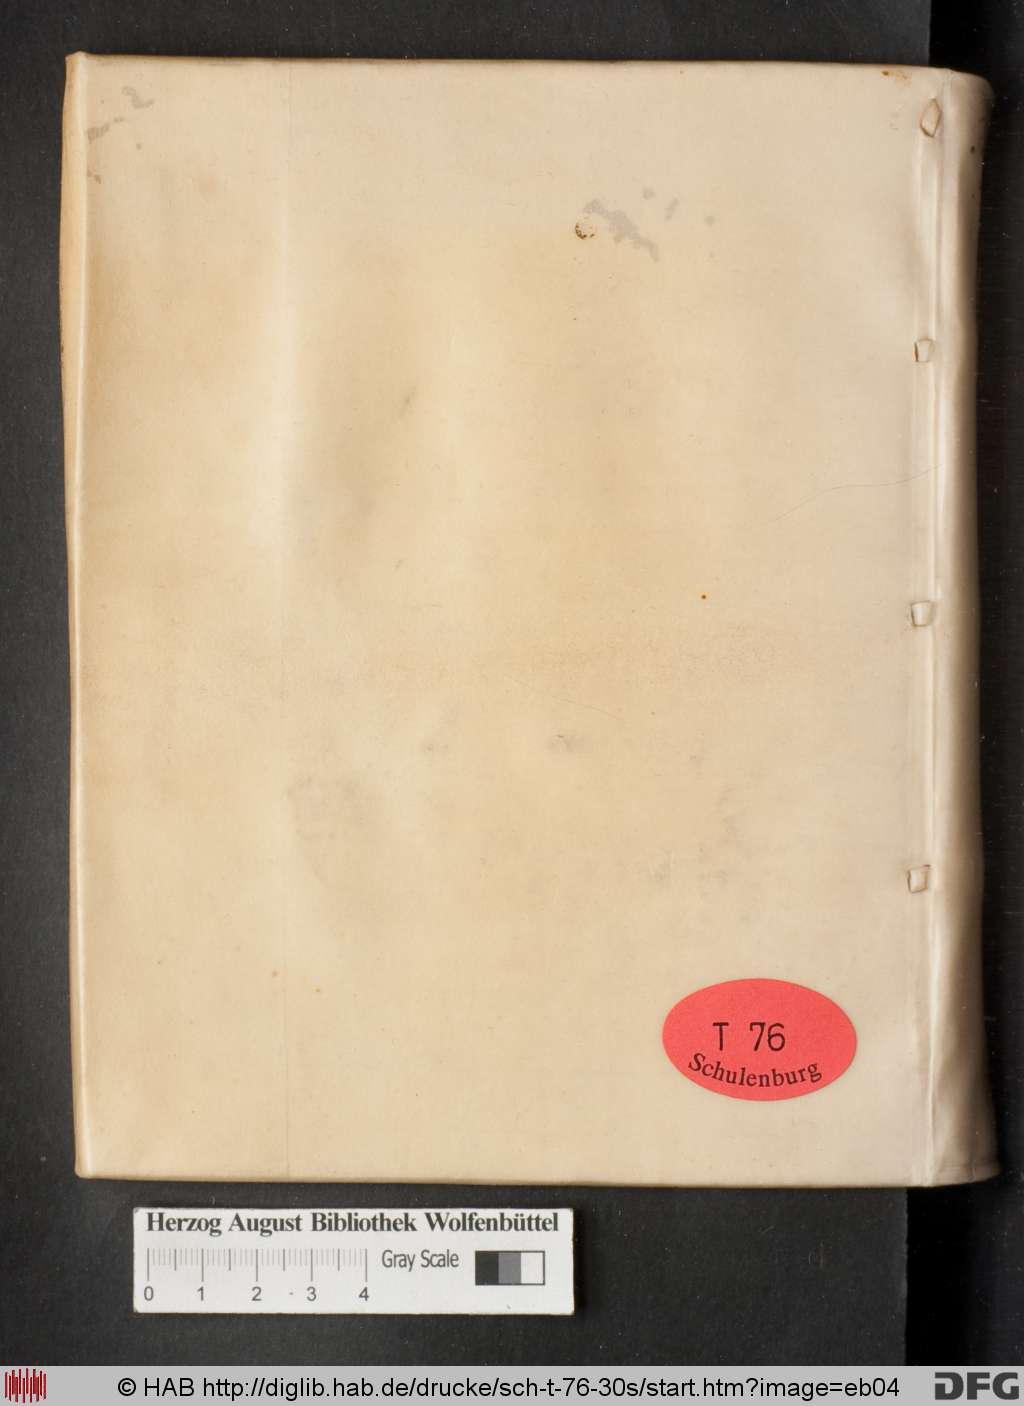 T 76
Schulenburg
Herzog August Bibliothek Wolfenbüttel
Gray Scale
0 1 2 3 4
© HAB http://diglib.hab.de/drucke/sch-t-76-30s/start.htm?image=eb04
DFG